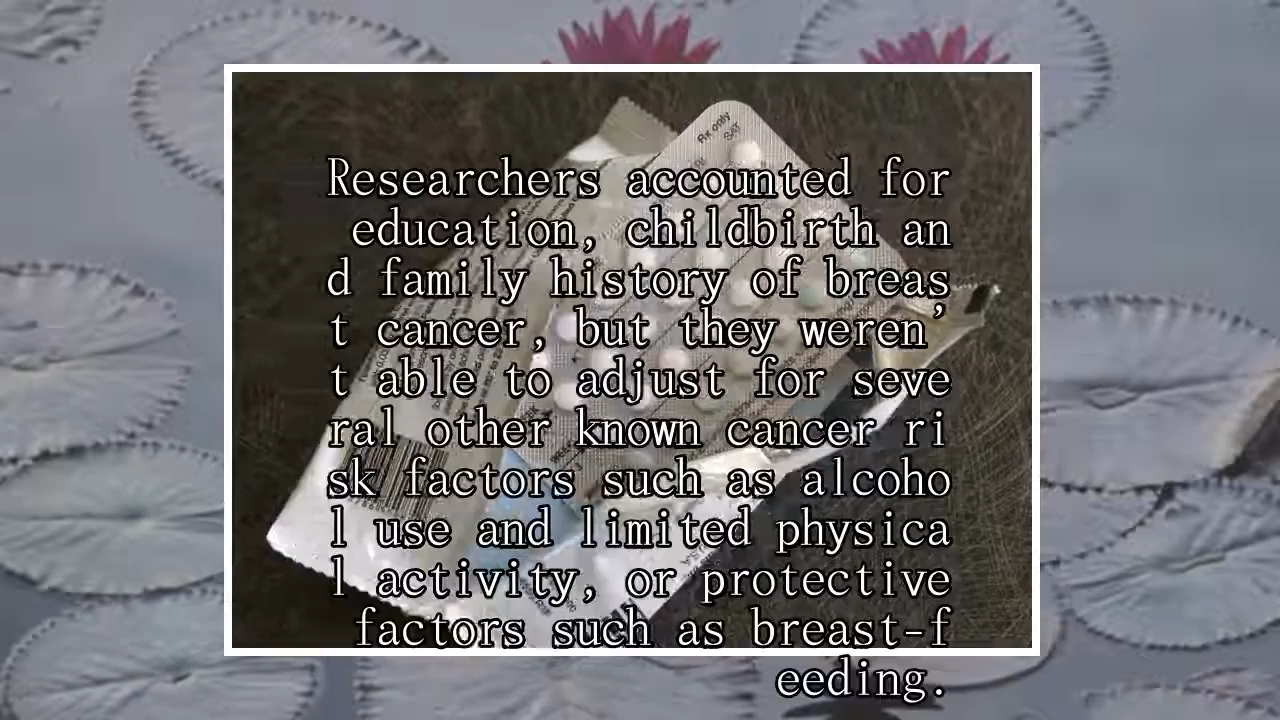 Rx only
Researchers accounted for
education, childbirth an
d family history of breas
t cancer, but they weren’
t able to adjust for seve
ral other known cancer ri
sk factors such as alcoho
l use and limited physica
l activity, or protective
factors such as breast-f
eeding.